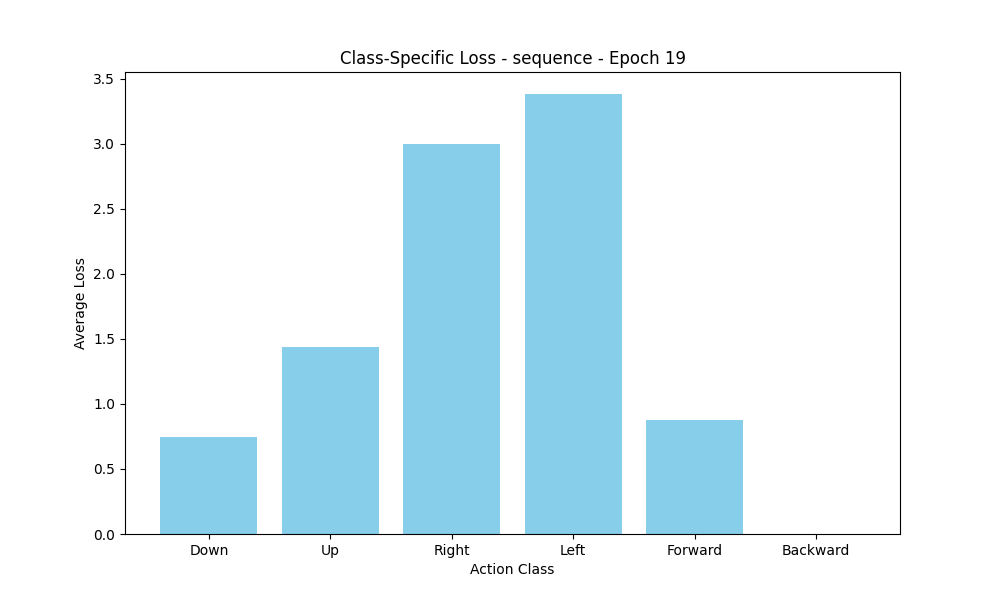 Class-Specific Loss - sequence - Epoch 19
3.5
3.0
2.5
2.0
1.5
1.0
0.5
0.0
Average Loss
Down Up Right Left Forward Backward
Action Class